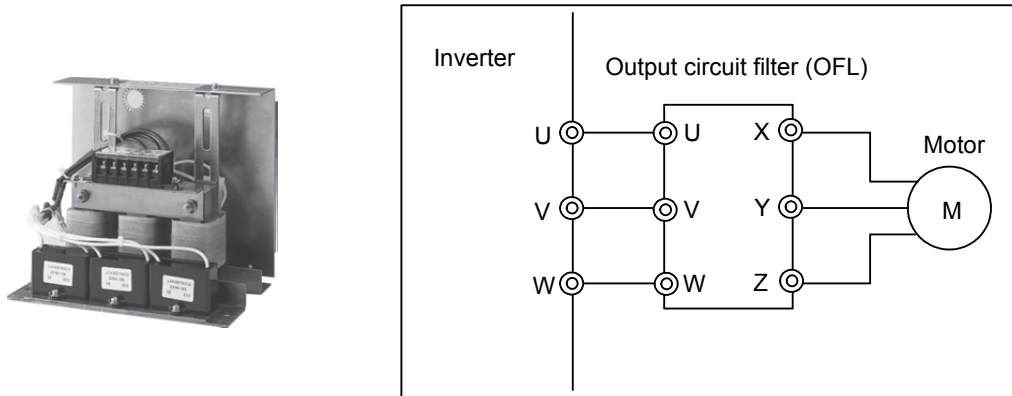 Inverter
Output circuit filter (OFL)
U U X
Motor
V V Y M
W W Z